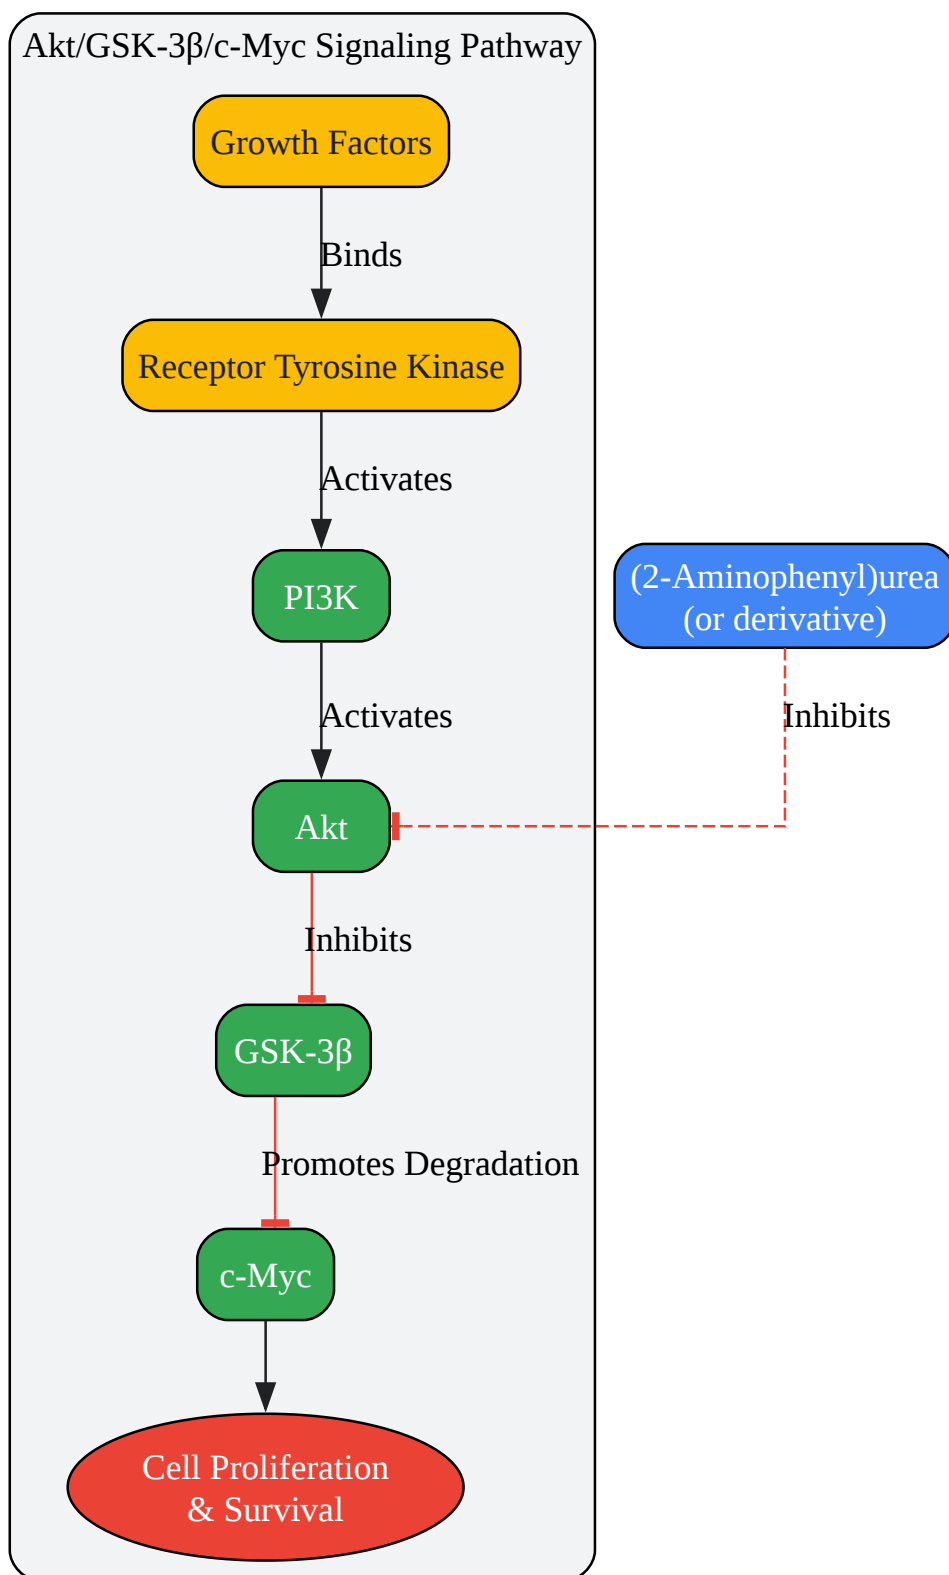 Akt/GSK-3β/c-Myc Signaling Pathway
Growth Factors
Binds
Receptor Tyrosine Kinase
Activates
PI3K
(2-Aminophenyl)urea
(or derivative)
Activates
Inhibits
Akt
Inhibits
GSK-3β
Promotes Degradation
c-Myc
Cell Proliferation
& Survival